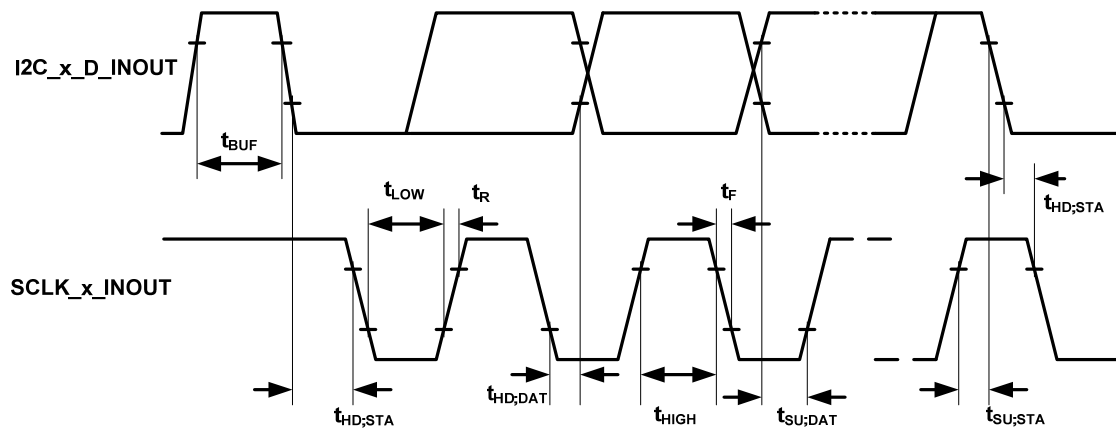 I2C_x_D_INOUT
tBUF
tLOW
tR
tF
tHD;STA
SCLK_x_INOUT
tHD;STA
tHD;DAT
tHIGH
tSU;DAT
tSU;STA